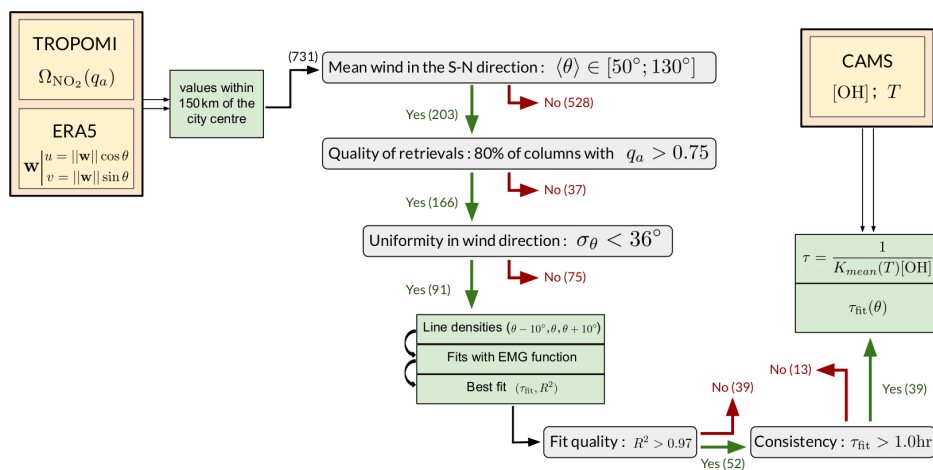 TROPOMI
Ω_NO₂(qₐ)
ERA5
w| u = ||w|| cos θ
v = ||w|| sin θ
values within
150 km of the
city centre
(731)
Mean wind in the S-N direction : ⟨θ⟩ ∈ [50°; 130°]
No (528)
Yes (203)
Quality of retrievals : 80% of columns with qₐ > 0.75
No (37)
Yes (166)
Uniformity in wind direction : σ_θ < 36°
No (75)
Yes (91)
Line densities (θ − 10°, θ, θ + 10°)
Fits with EMG function
Best fit (τ_fit, R²)
Fit quality : R² > 0.97
No (39)
Yes (52)
Consistency : τ_fit > 1.0hr
No (13)
Yes (39)
CAMS
[OH] ; T
τ = 1 / K_mean(T)[OH]
τ_fit(θ)